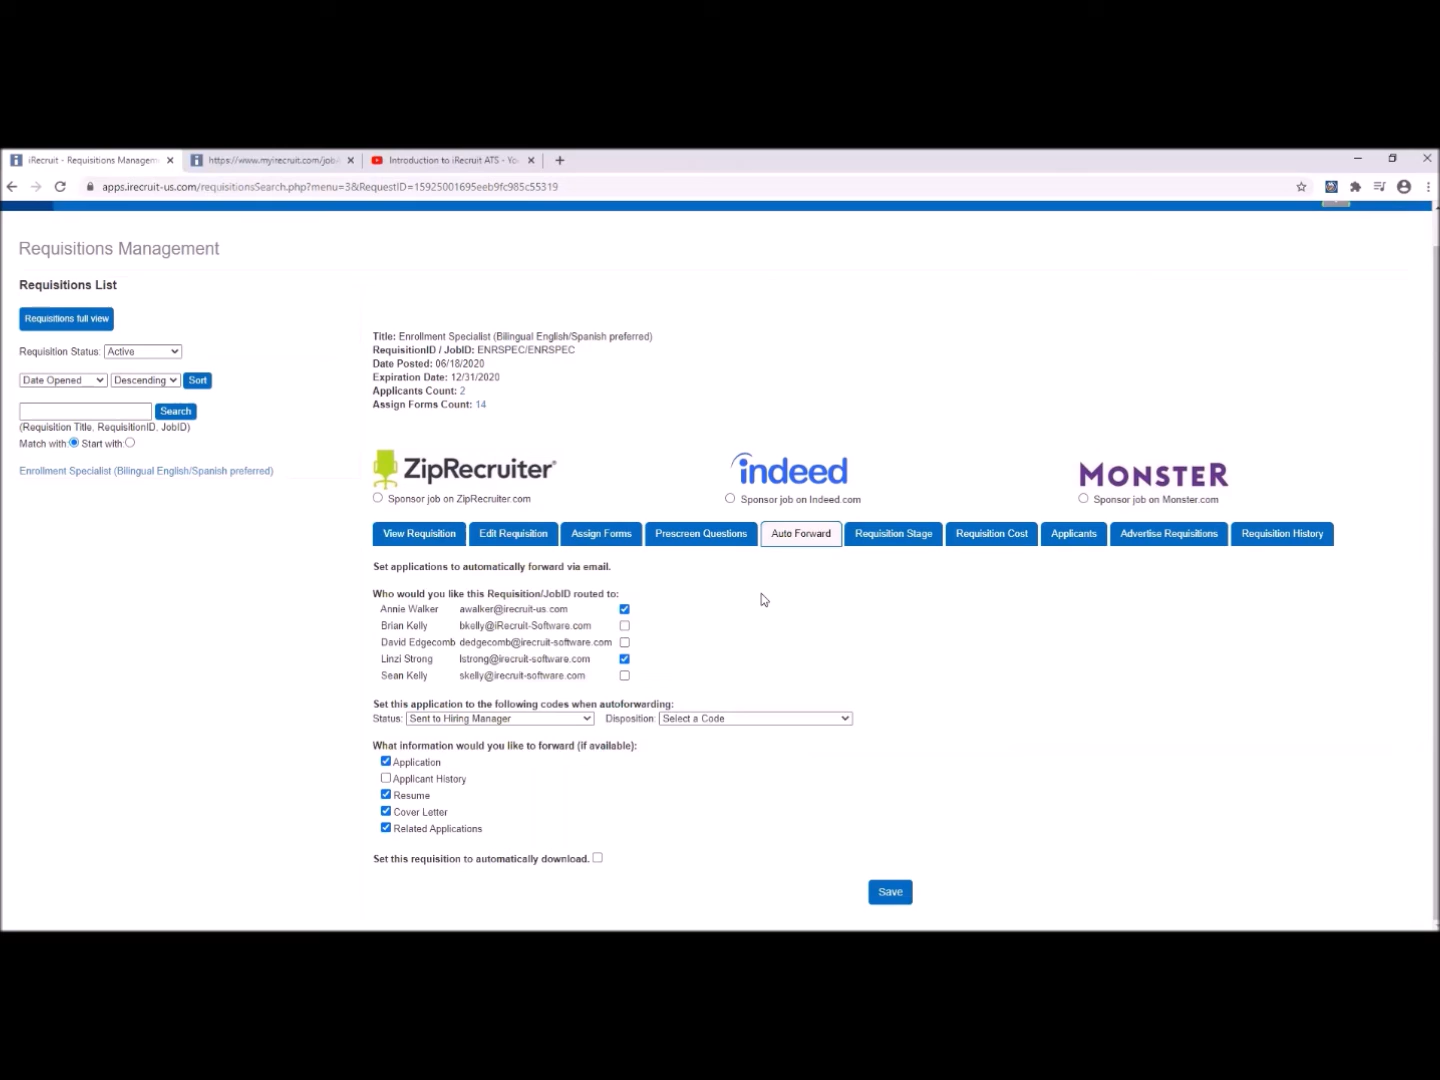 iRecruit - Requisitions Managem
https://www.myirecruit.com/job
Introduction to iRecruit ATS - Yo
apps.irecruit-us.com/requisitionsSearch.php?menu=3&RequestID=15925001695eeb9fc985c55319
Requisitions Management
Requisitions List
Requisitions full view
Requisition Status: Active
Date Opened Descending Sort
Search
(Requisition Title, RequisitionID, JobID)
Match with Start with
Enrollment Specialist (Bilingual English/Spanish preferred)
Title: Enrollment Specialist (Bilingual English/Spanish preferred)
RequisitionID / JobID: ENRSPEC/ENRSPEC
Date Posted: 06/18/2020
Expiration Date: 12/31/2020
Applicants Count: 2
Assign Forms Count: 14
ZipRecruiter indeed MONSTER
Sponsor job on ZipRecruiter.com Sponsor job on Indeed.com Sponsor job on Monster.com
View Requisition Edit Requisition Assign Forms Prescreen Questions Auto Forward Requisition Stage Requisition Cost Applicants Advertise Requisitions Requisition History
Set applications to automatically forward via email.
Who would you like this Requisition/JobID routed to:
Annie Walker awalker@irecruit-us.com
Brian Kelly bkelly@iRecruit-Software.com
David Edgecomb dedgecomb@irecruit-software.com
Linzi Strong lstrong@irecruit-software.com
Sean Kelly skelly@irecruit-software.com
Set this application to the following codes when autoforwarding:
Status: Sent to Hiring Manager Disposition: Select a Code
What information would you like to forward (if available):
Application
Applicant History
Resume
Cover Letter
Related Applications
Set this requisition to automatically download.
Save